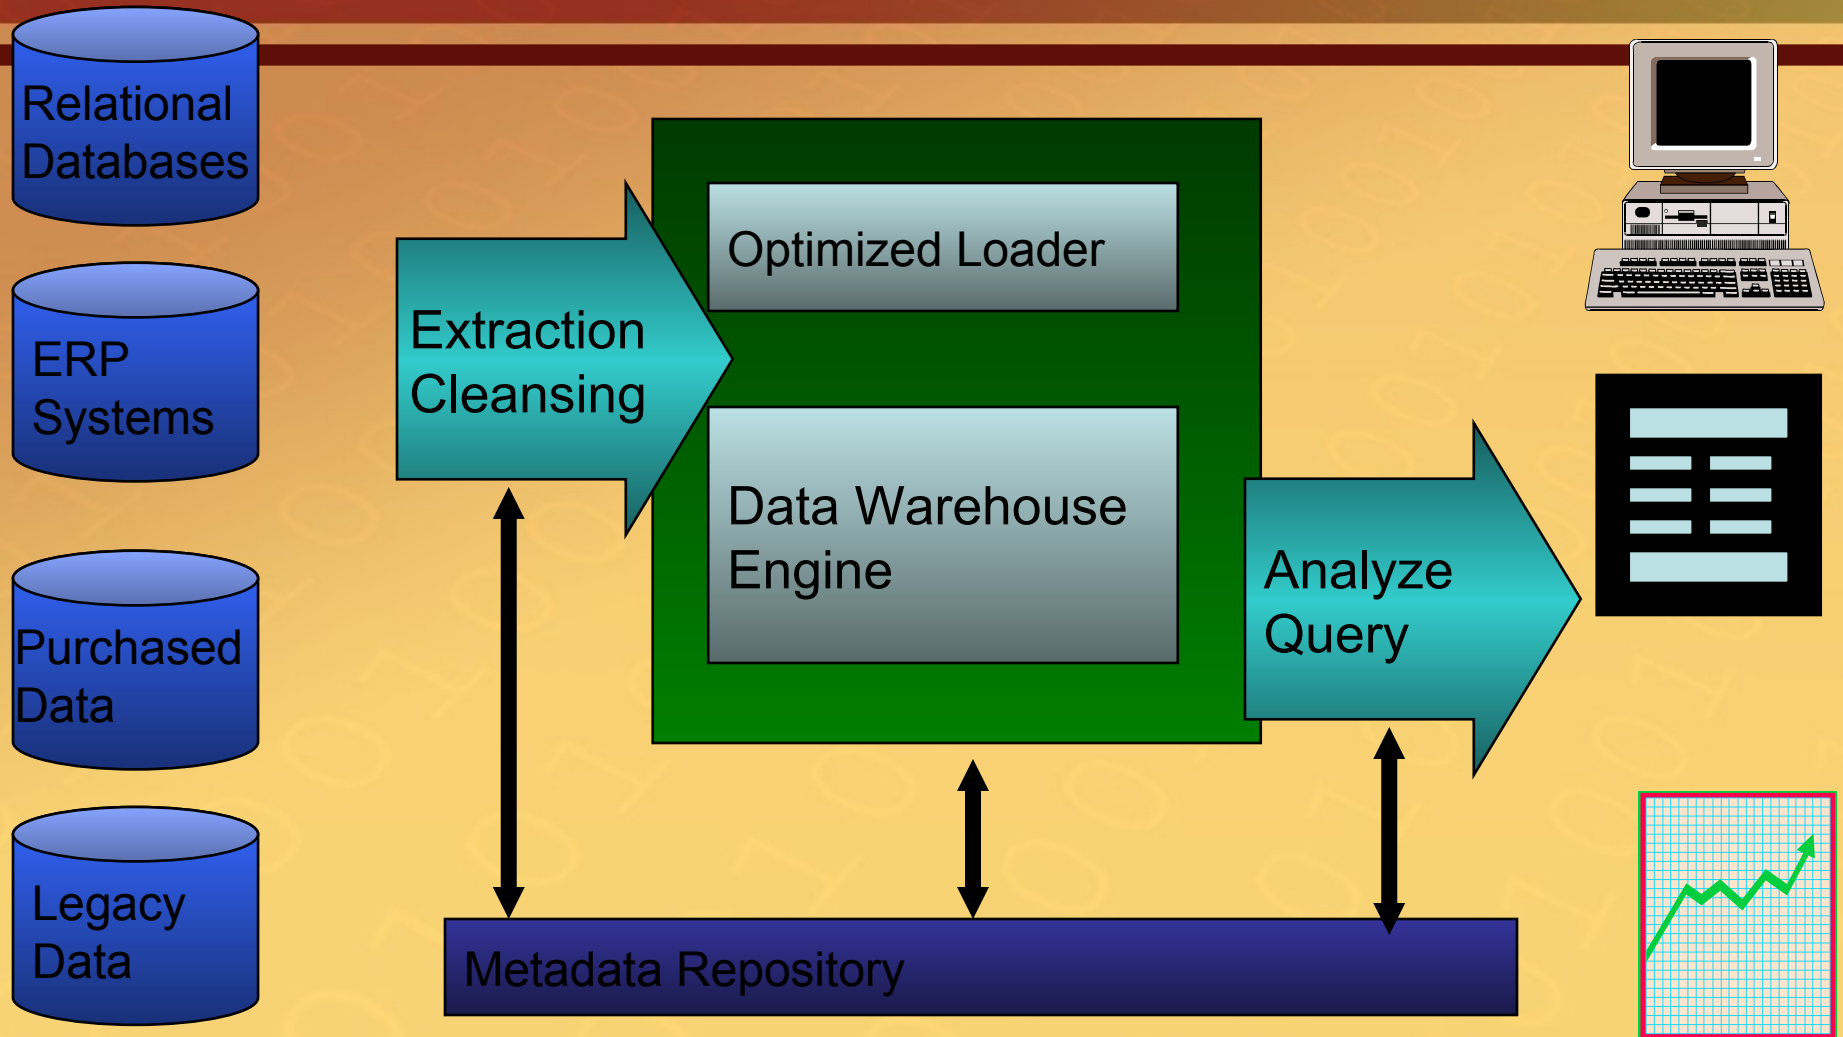 Relational
Databases
ERP
Systems
Purchased
Data
Legacy
Data
Extraction
Cleansing
Optimized Loader
Data Warehouse
Engine
Analyze
Query
Metadata Repository